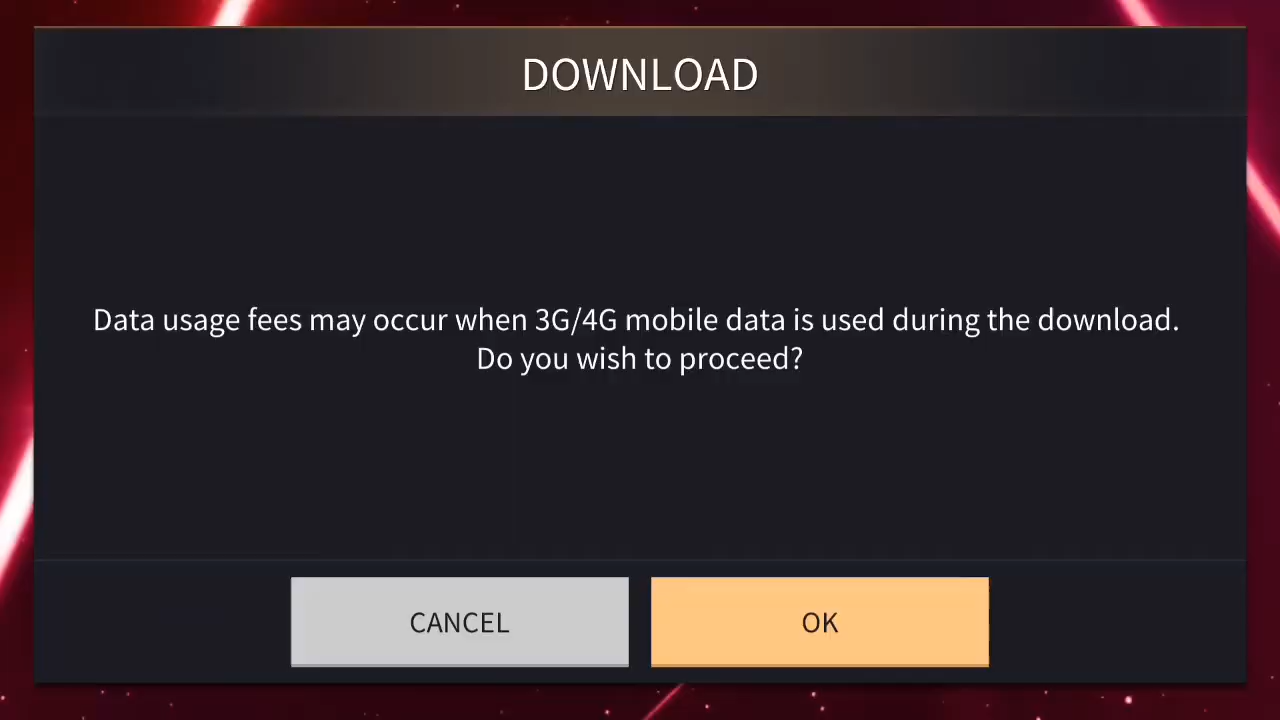 DOWNLOAD
Data usage fees may occur when 3G/4G mobile data is used during the download.
Do you wish to proceed?
CANCEL
OK